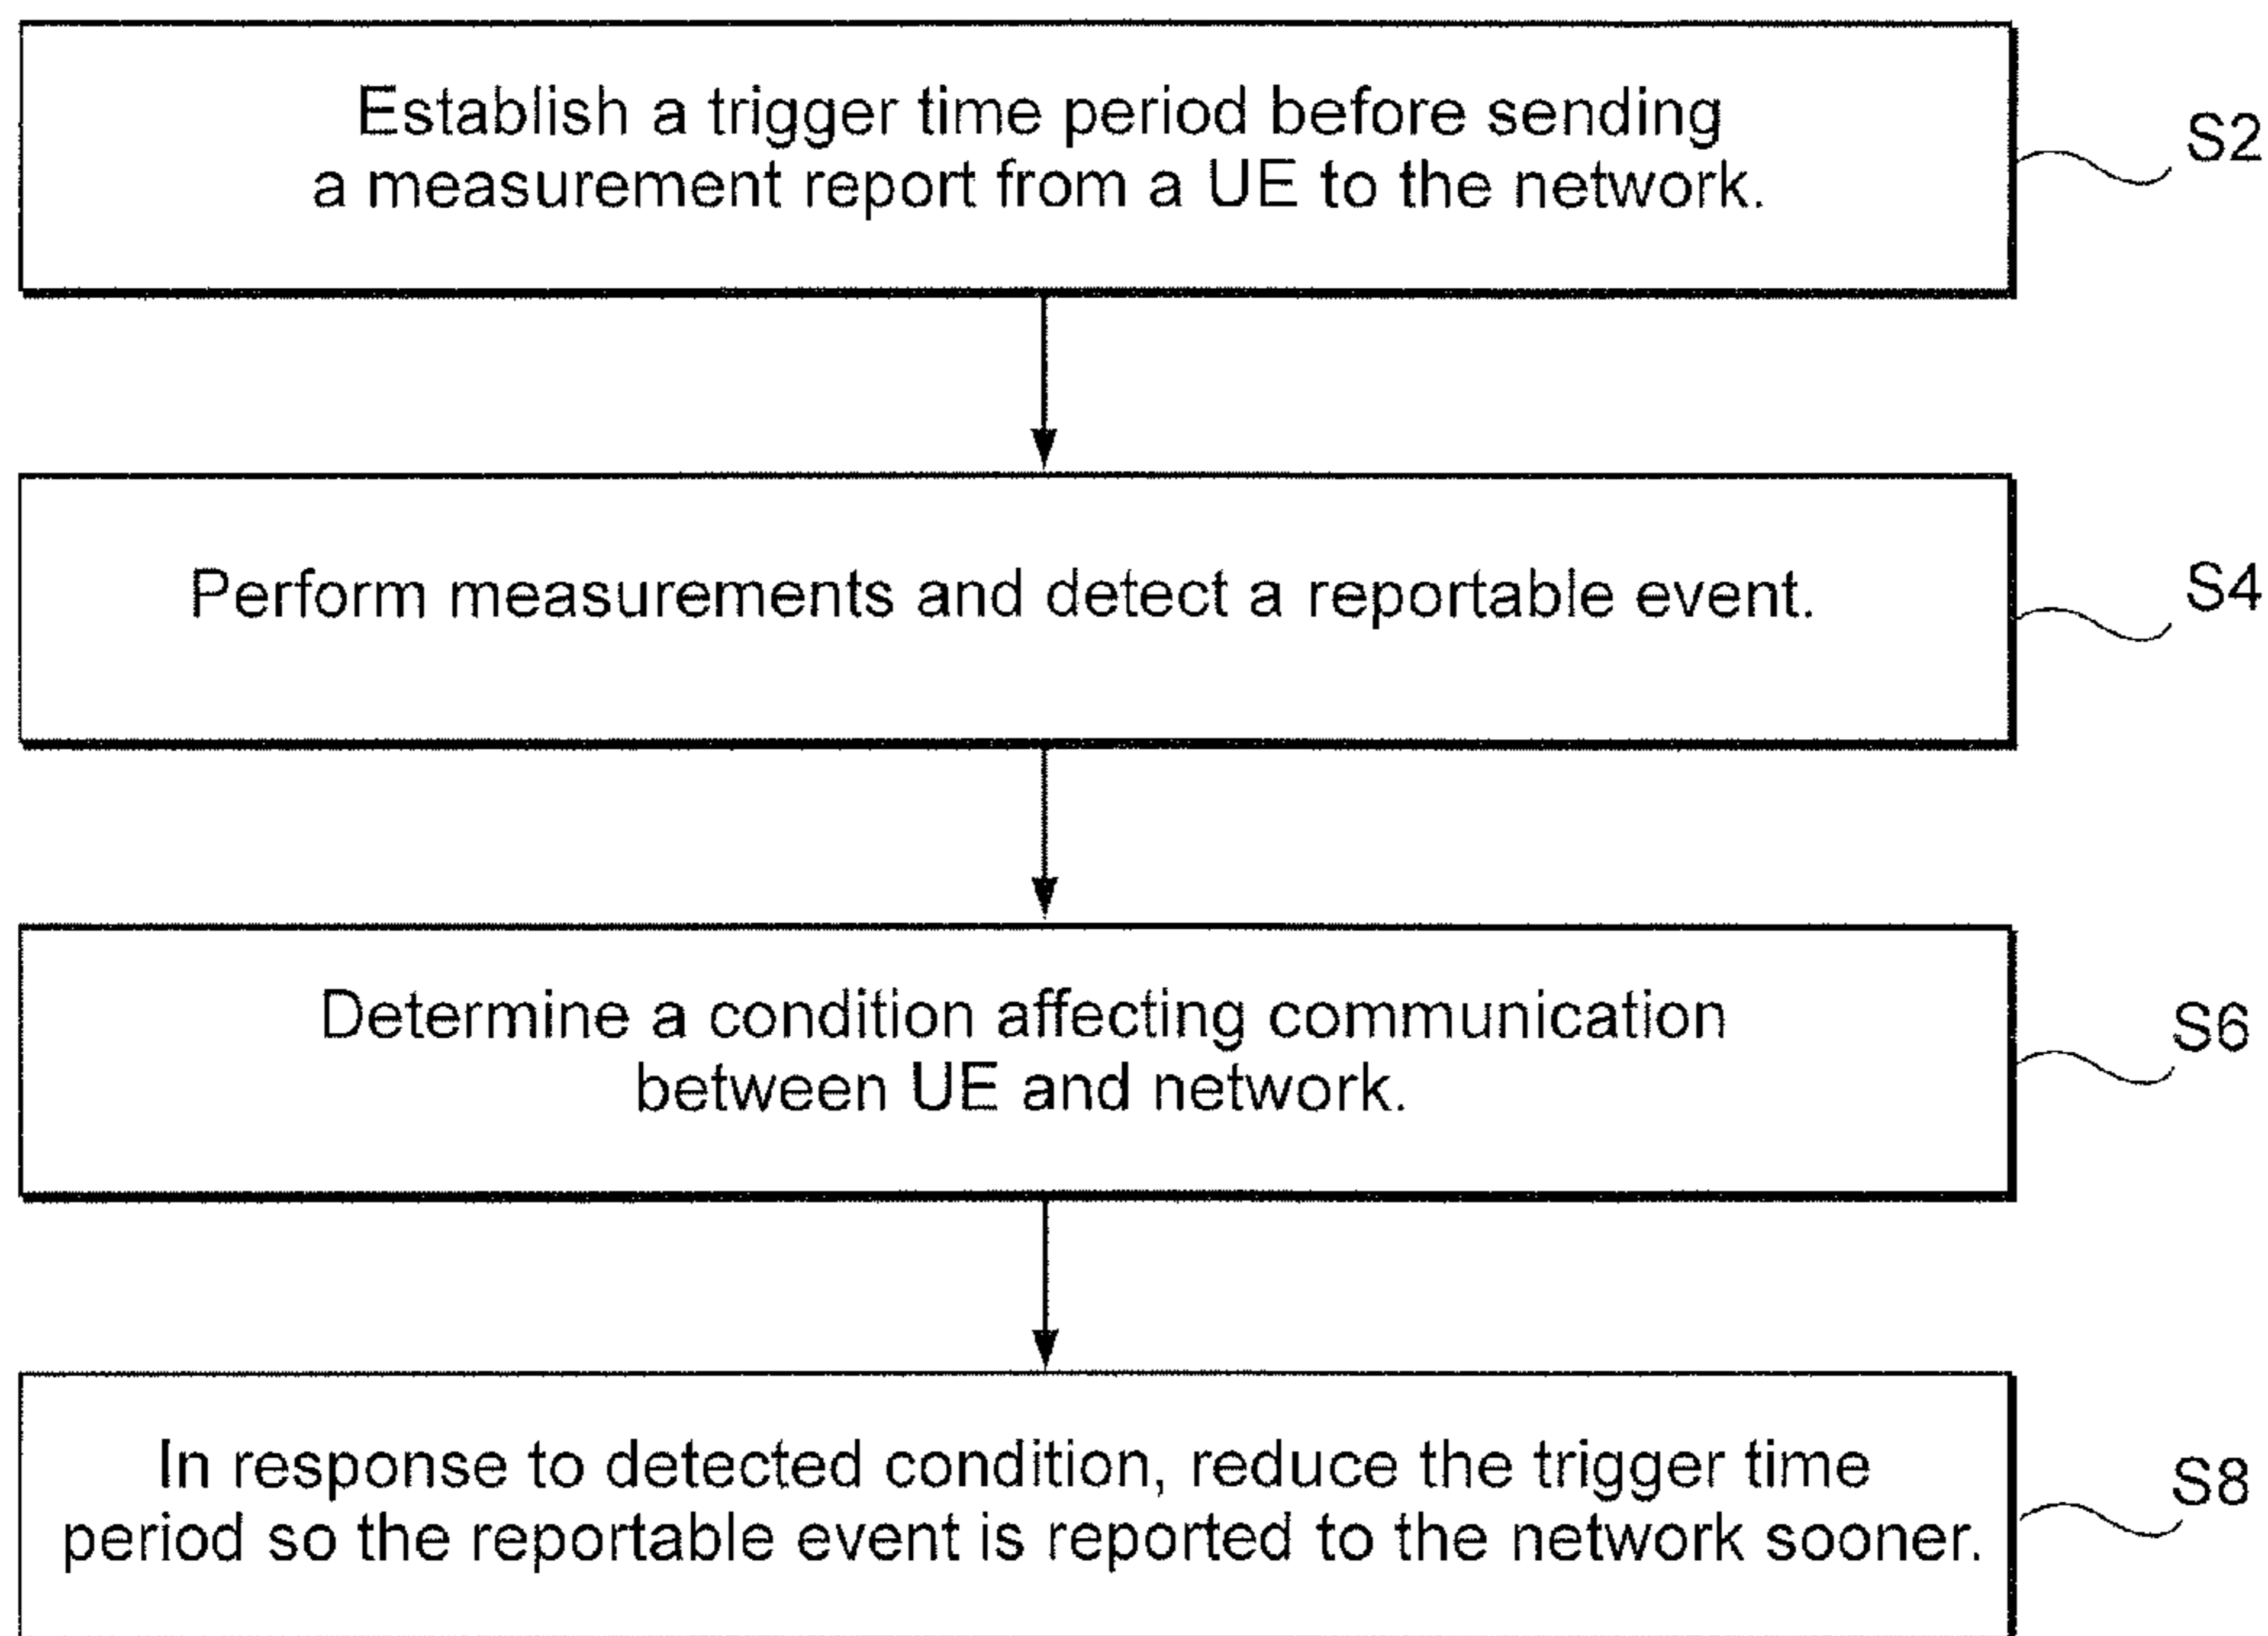 Establish a trigger time period before sending
a measurement report from a UE to the network.
S2
Perform measurements and detect a reportable event.
S4
Determine a condition affecting communication
between UE and network.
S6
In response to detected condition, reduce the trigger time
period so the reportable event is reported to the network sooner.
S8